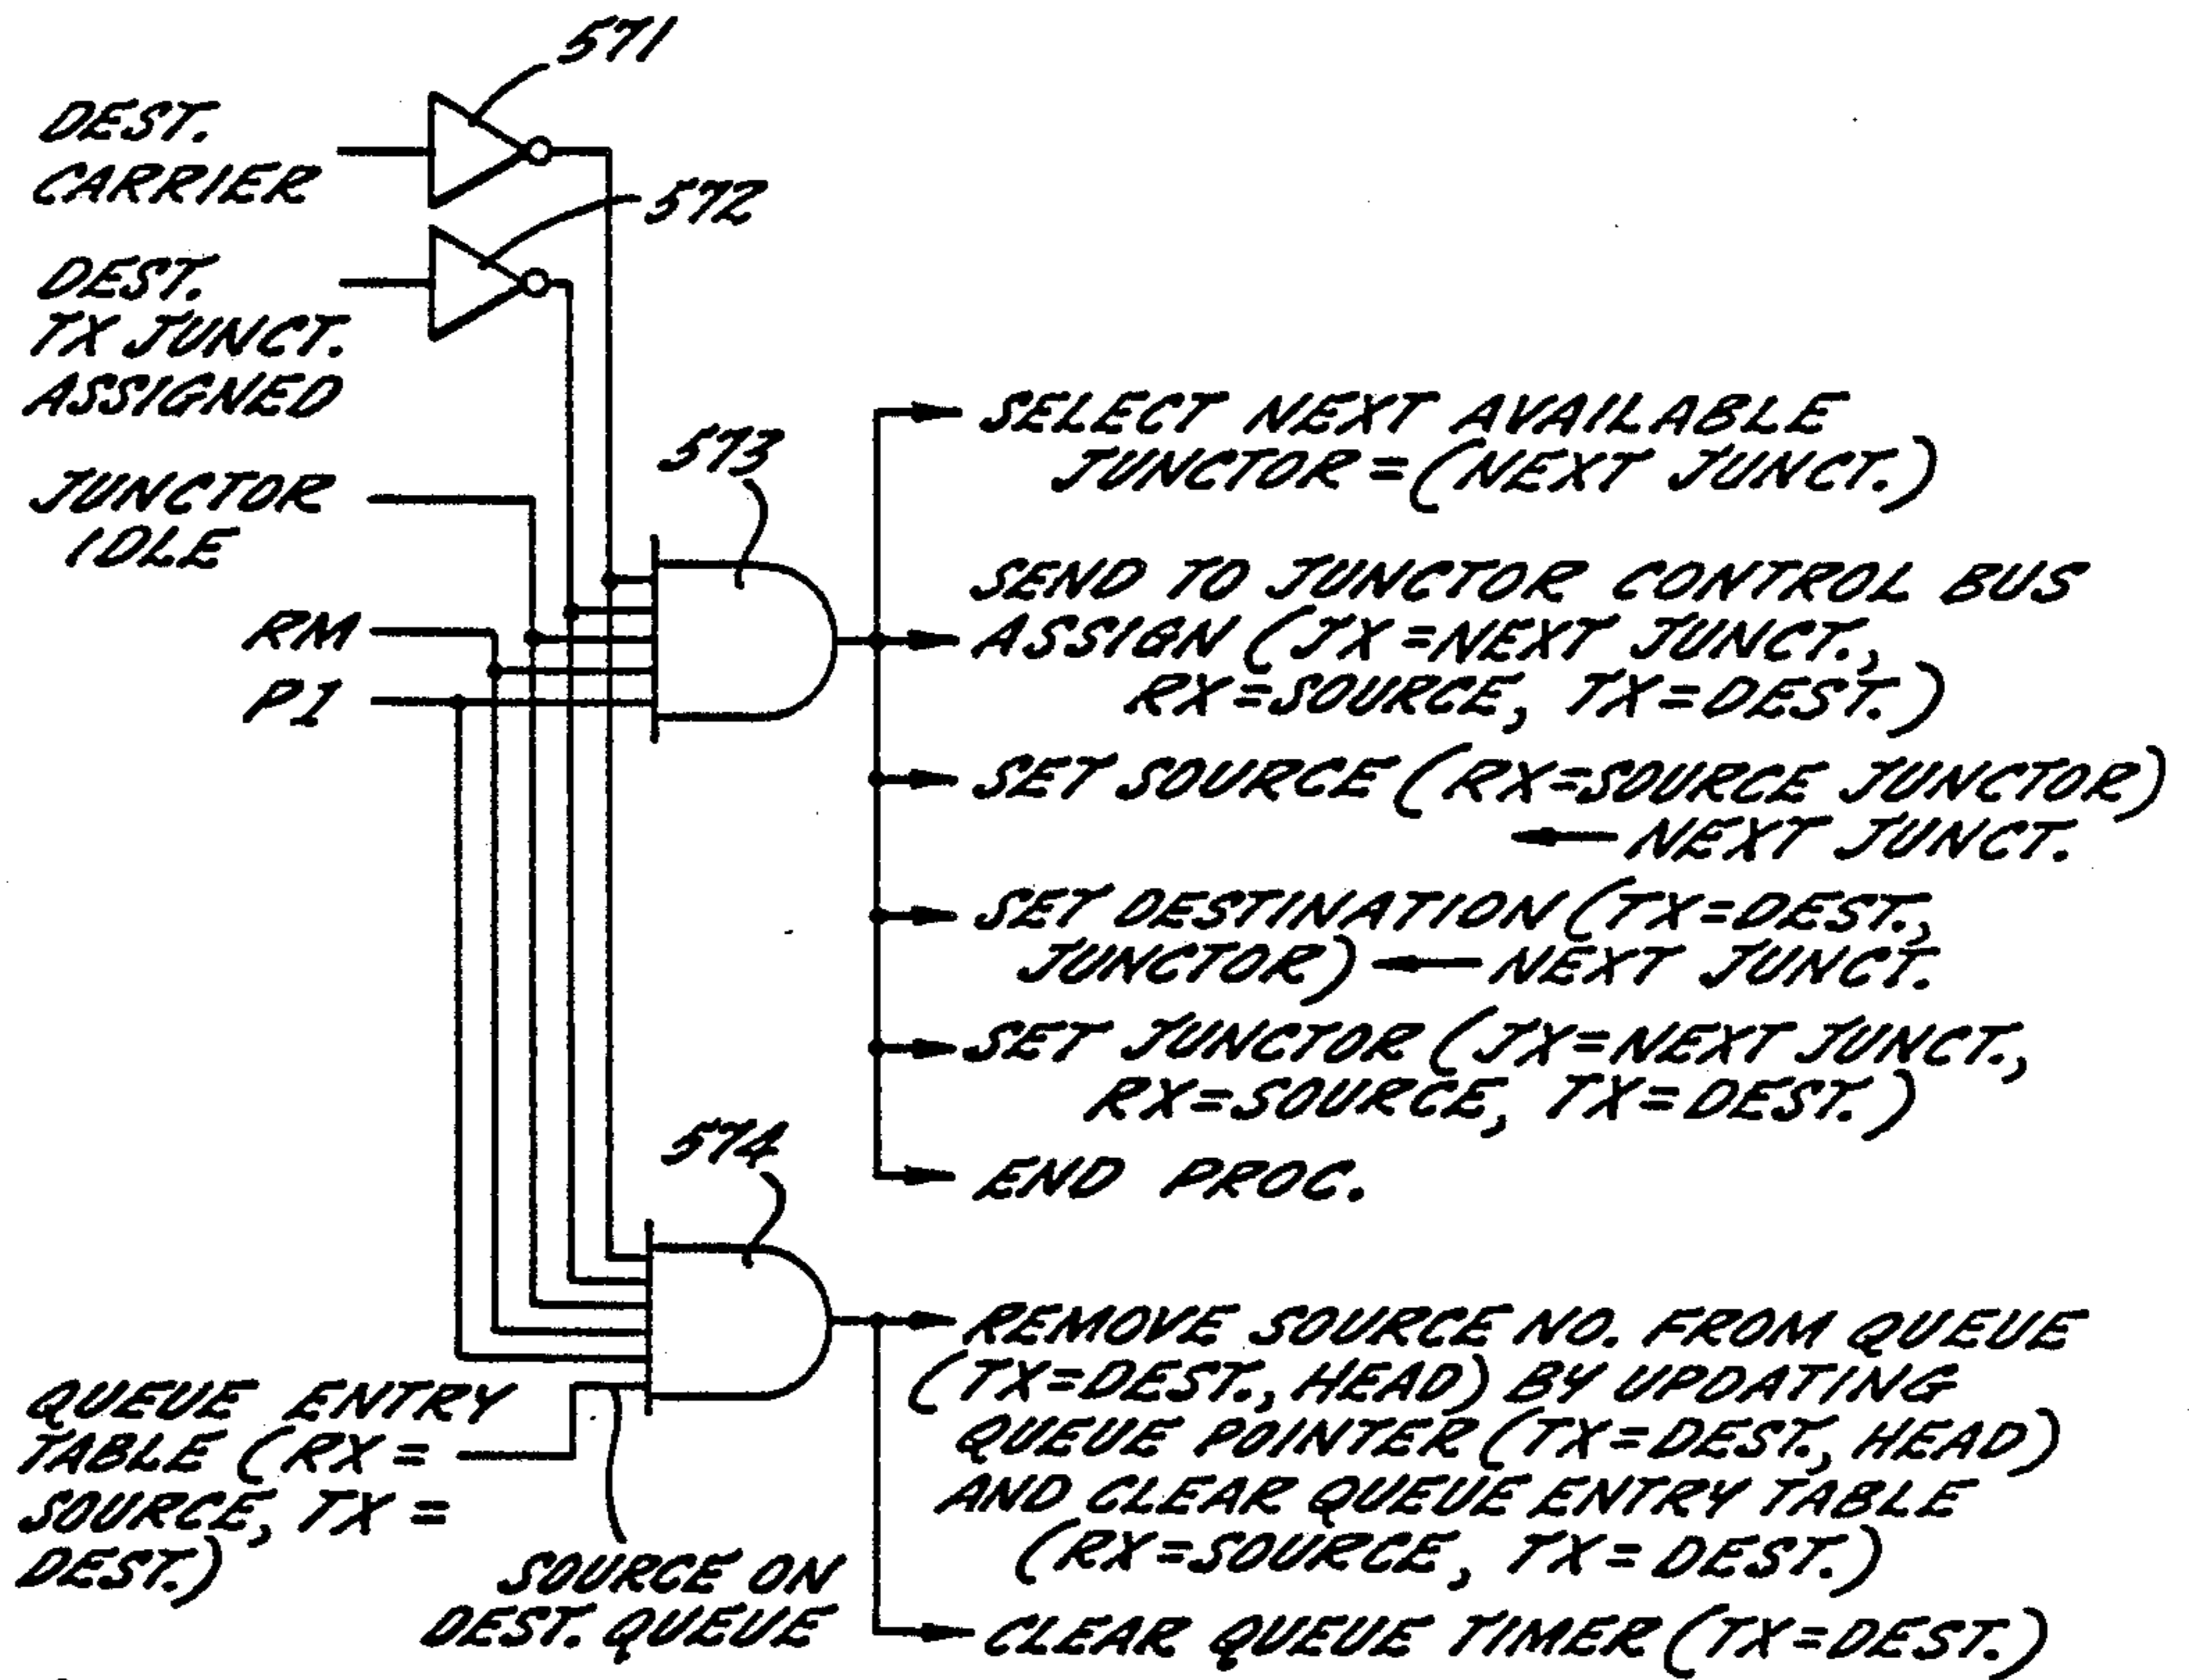 571
DEST.
CARRIER
572
DEST.
TX JUNCT.
ASSIGNED
JUNCTOR
IDLE
RM
P1
573
SELECT NEXT AVAILABLE
JUNCTOR=(NEXT JUNCT.)
SEND TO JUNCTOR CONTROL BUS
ASSIGN (JX=NEXT JUNCT.,
RX=SOURCE, TX=DEST.)
SET SOURCE (RX=SOURCE JUNCTOR)
← NEXT JUNCT.
SET DESTINATION (TX=DEST.,
JUNCTOR) ← NEXT JUNCT.
SET JUNCTOR (JX=NEXT JUNCT.,
RX=SOURCE, TX=DEST.)
END PROC.
574
QUEUE ENTRY
TABLE (RX=
SOURCE, TX=
DEST.)
SOURCE ON
DEST. QUEUE
REMOVE SOURCE NO. FROM QUEUE
(TX=DEST., HEAD) BY UPDATING
QUEUE POINTER (TX=DEST., HEAD)
AND CLEAR QUEUE ENTRY TABLE
(RX=SOURCE, TX=DEST.)
CLEAR QUEUE TIMER (TX=DEST.)